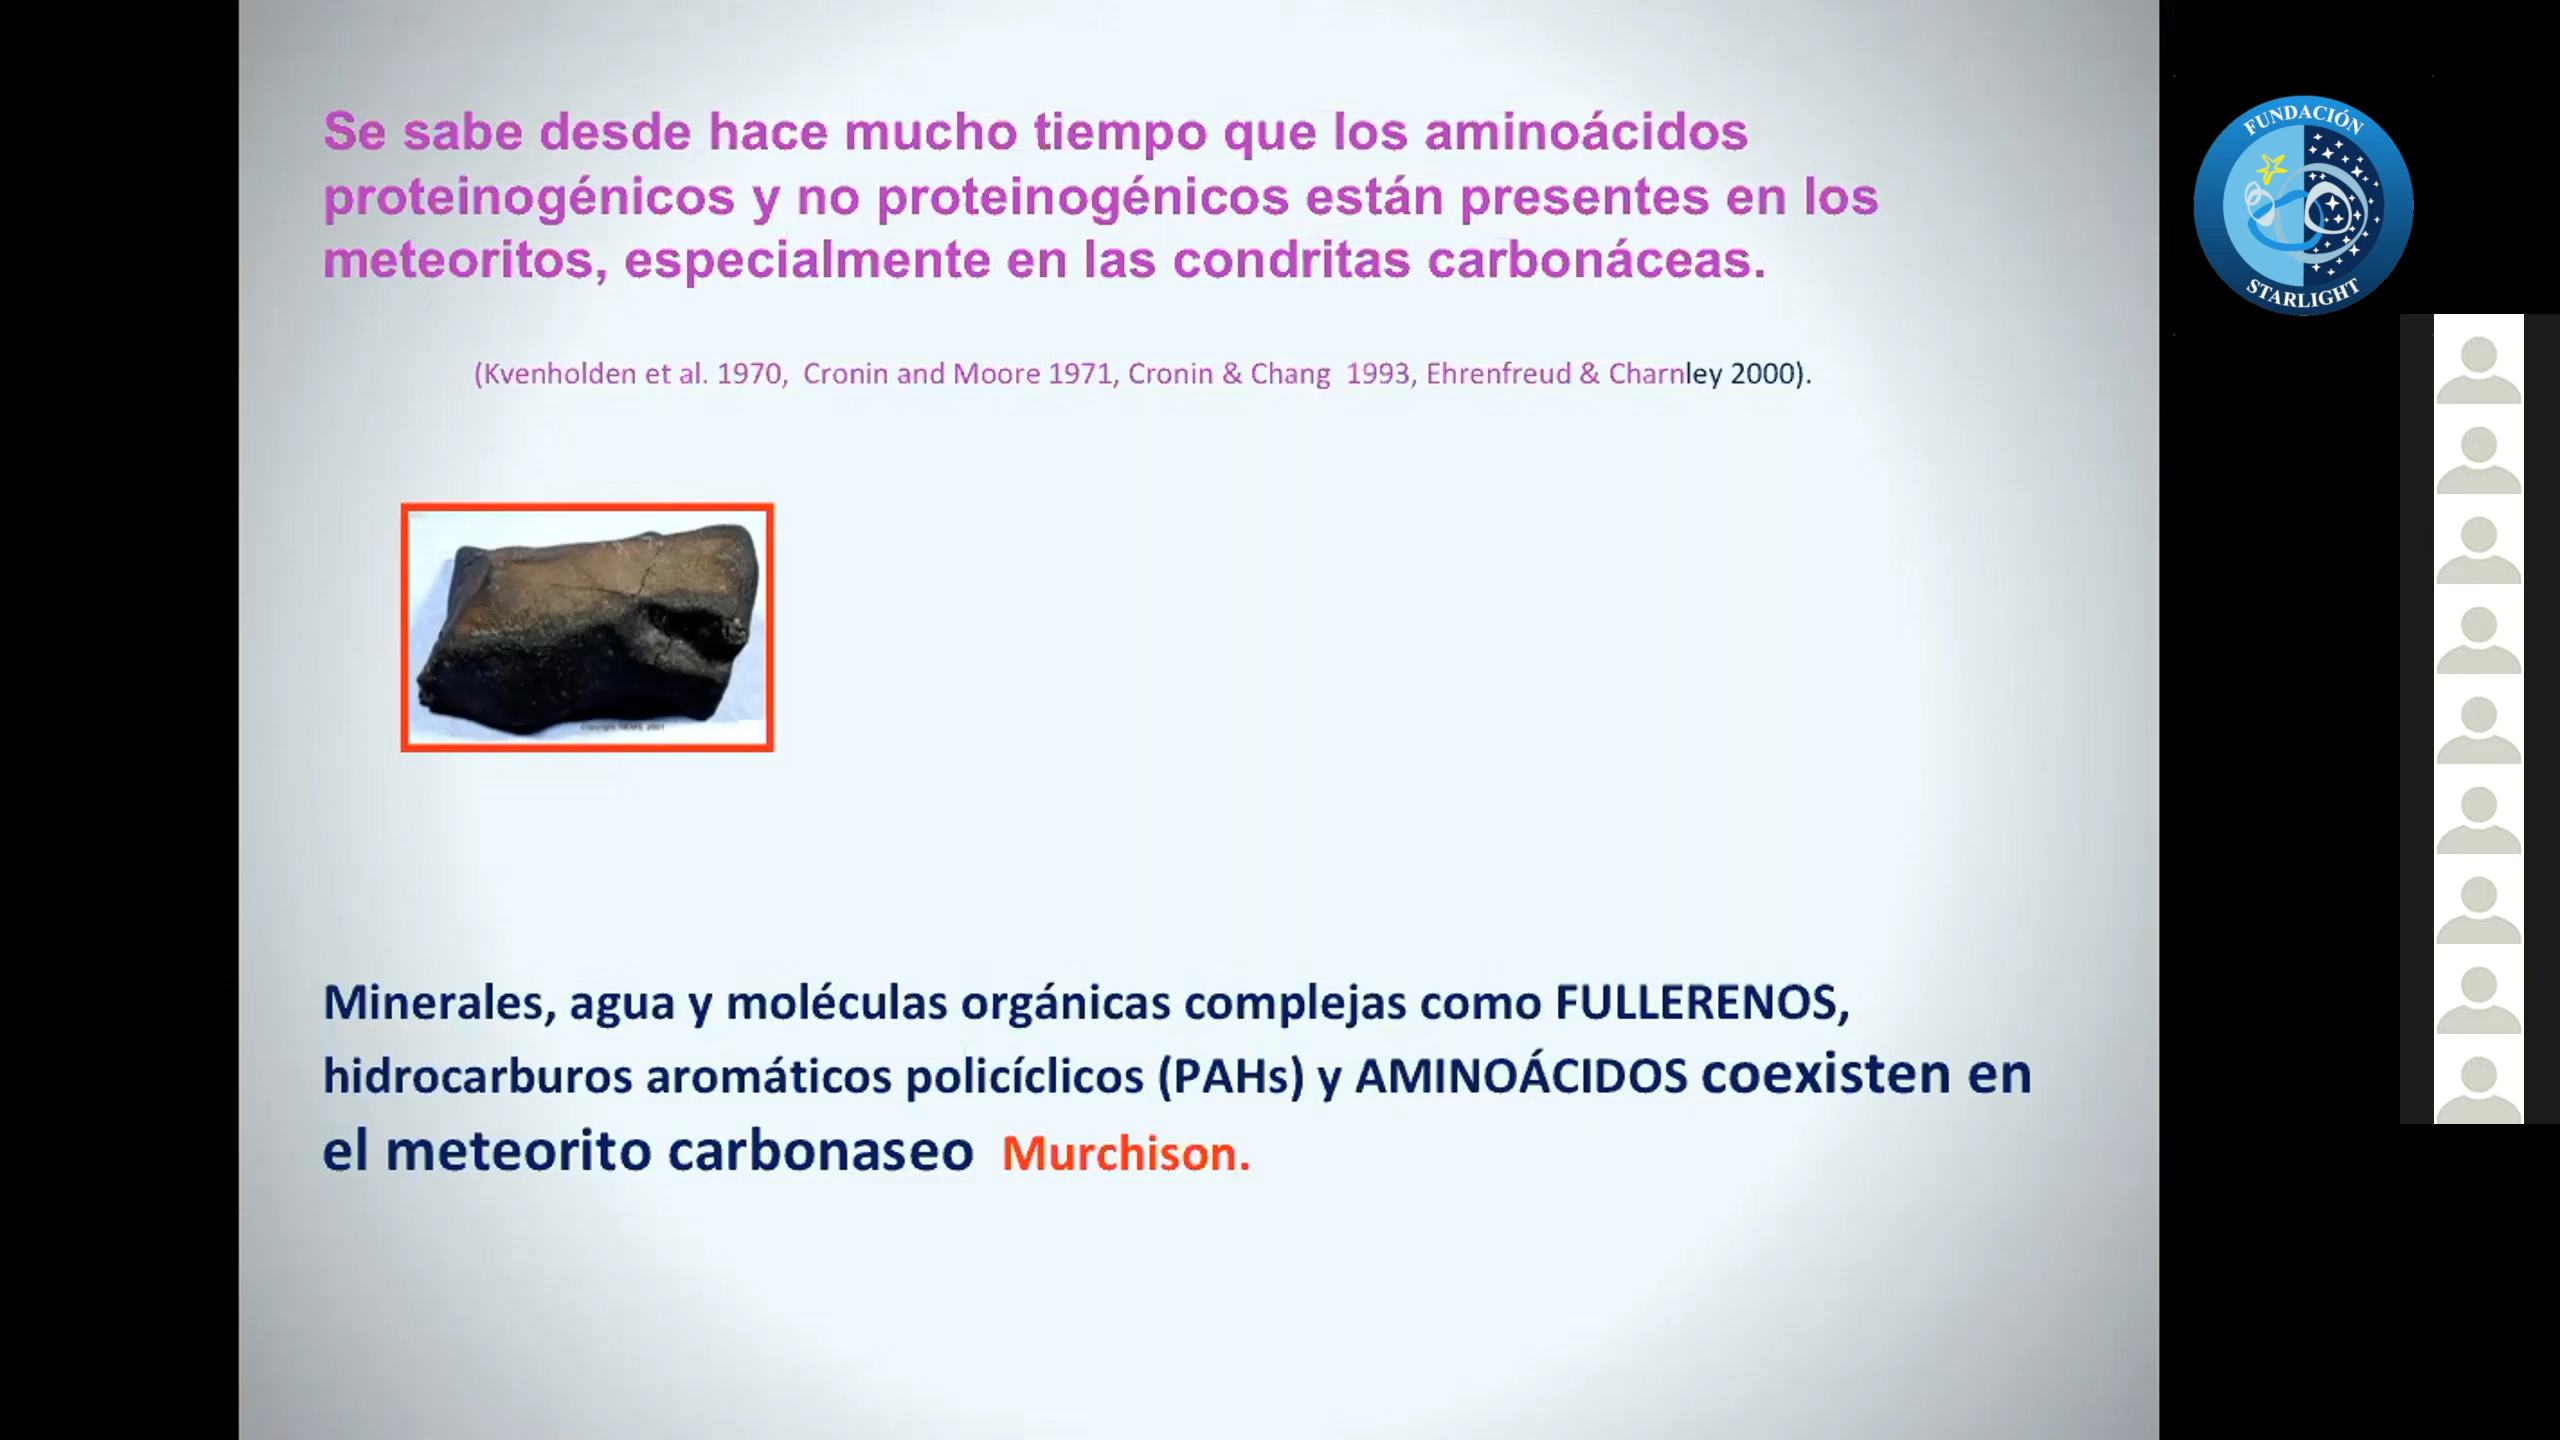 Se sabe desde hace mucho tiempo que los aminoácidos
proteinogénicos y no proteinogénicos están presentes en los
meteoritos, especialmente en las condritas carbonáceas.
(Kvenholden et al. 1970, Cronin and Moore 1971, Cronin & Chang 1993, Ehrenfreud & Charnley 2000).
Minerales, agua y moléculas orgánicas complejas como FULLERENOS,
hidrocarburos aromáticos policíclicos (PAHs) y AMINOÁCIDOS coexisten en
el meteorito carbonaseo Murchison.
FUNDACIÓN
STARLIGHT